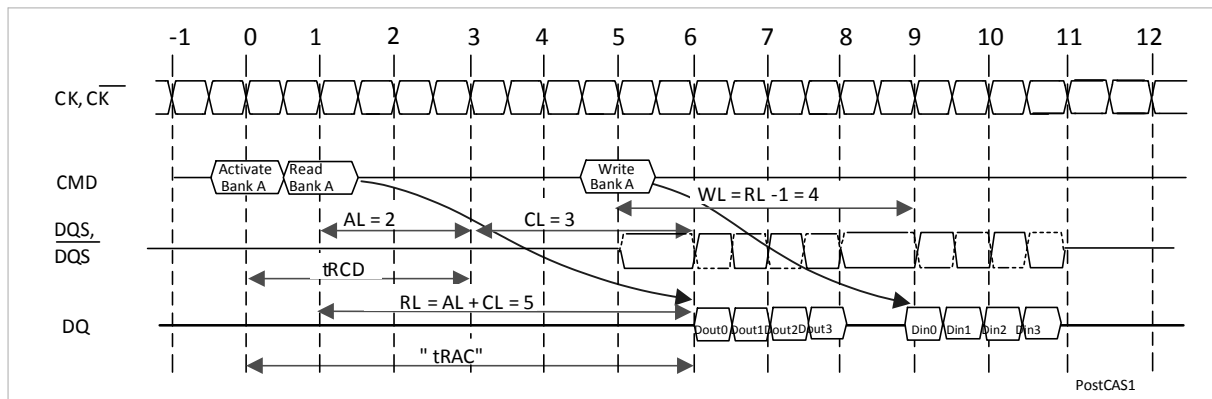 -1 0 1 2 3 4 5 6 7 8 9 10 11 12
CK, CK
Activate Bank A
Read Bank A
Write Bank A
CMD
WL = RL -1 = 4
AL = 2
CL = 3
DQS,
DQS
tRCD
RL = AL + CL = 5
DQ
Dout0 Dout1 Dout2 Dout3
Din0 Din1 Din2 Din3
" tRAC"
PostCAS1